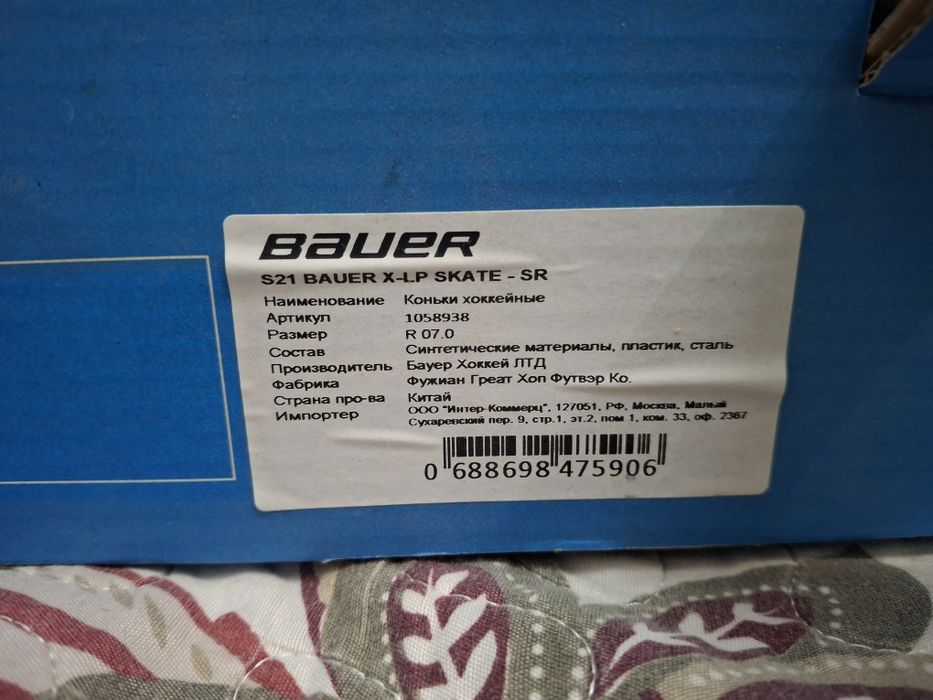 BAUER
S21 BAUER X-LP SKATE - SR
Наименование Коньки хоккейные
Артикул 1058938
Размер R 07.0
Состав Синтетические материалы, пластик, сталь
Производитель Бауер Хоккей ЛТД
Фабрика Фужиан Греат Хоп Футвэр Ко.
Страна про-ва Китай
Импортер ООО "Интер-Коммерц", 127051, РФ, Москва, Малый
Сухаревский пер. 9, стр.1, эт.2, пом 1, ком. 33, оф. 2367
0 688698 475906